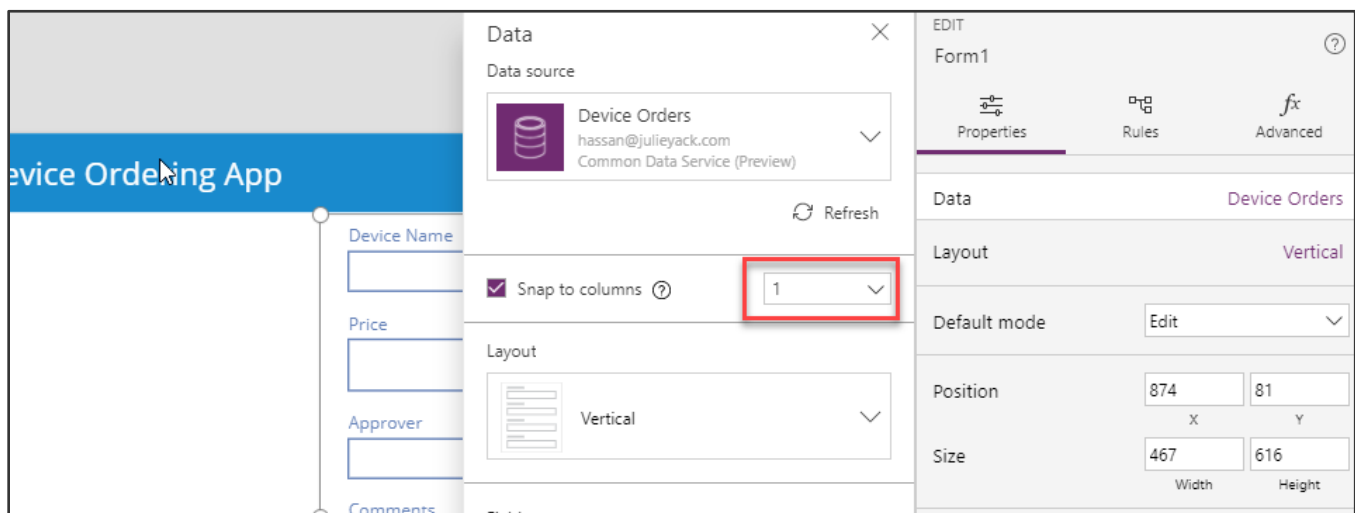 evice Ordering App
Device Name
Price
Approver
Comments
Data
Data source
Device Orders
hassan@julieyack.com
Common Data Service (Preview)
Refresh
Snap to columns
1
Layout
Vertical
EDIT
Form1
Properties
Rules
fx
Advanced
Data
Device Orders
Layout
Vertical
Default mode
Edit
Position
874
81
X
Y
Size
467
616
Width
Height